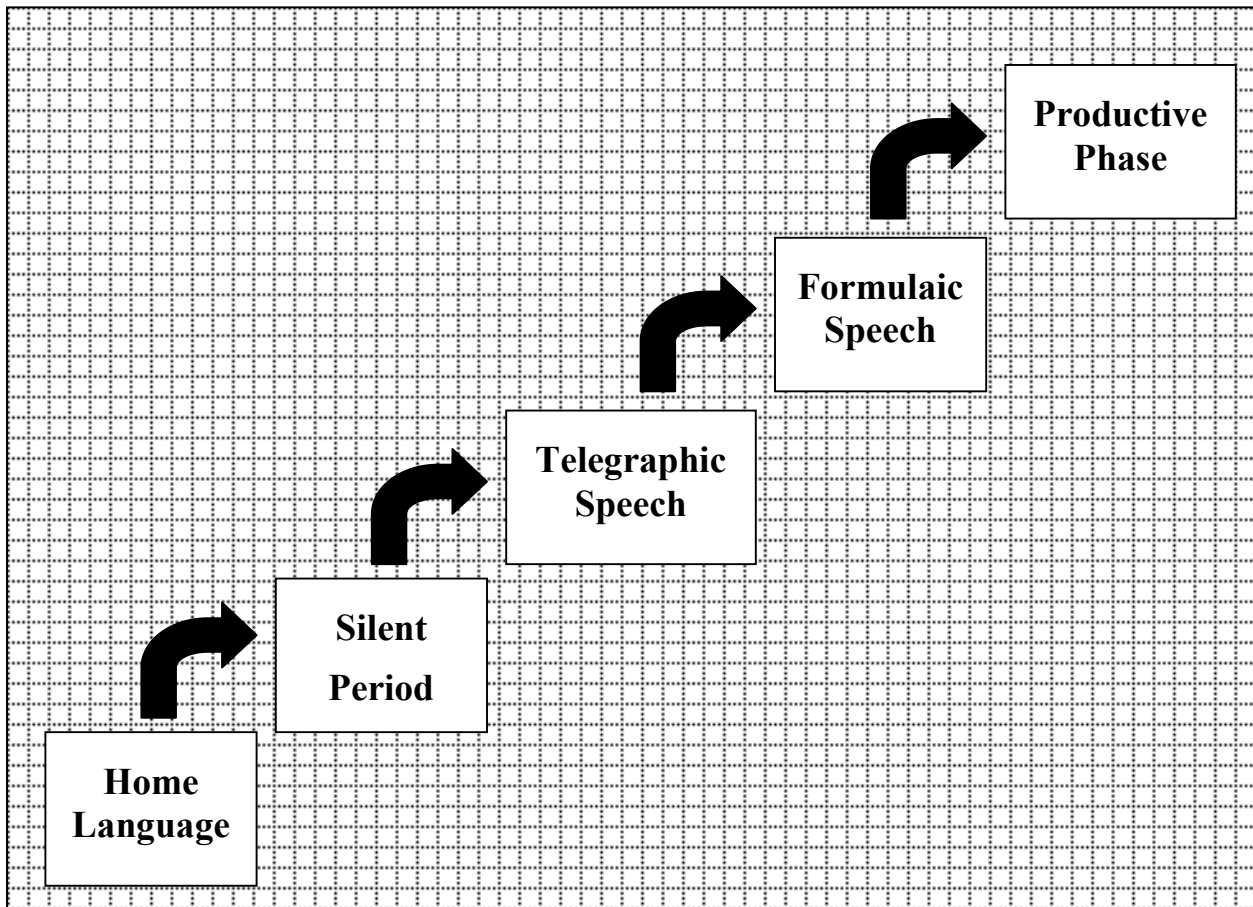 Productive
Phase
Formulaic
Speech
Telegraphic
Speech
Silent
Period
Home
Language